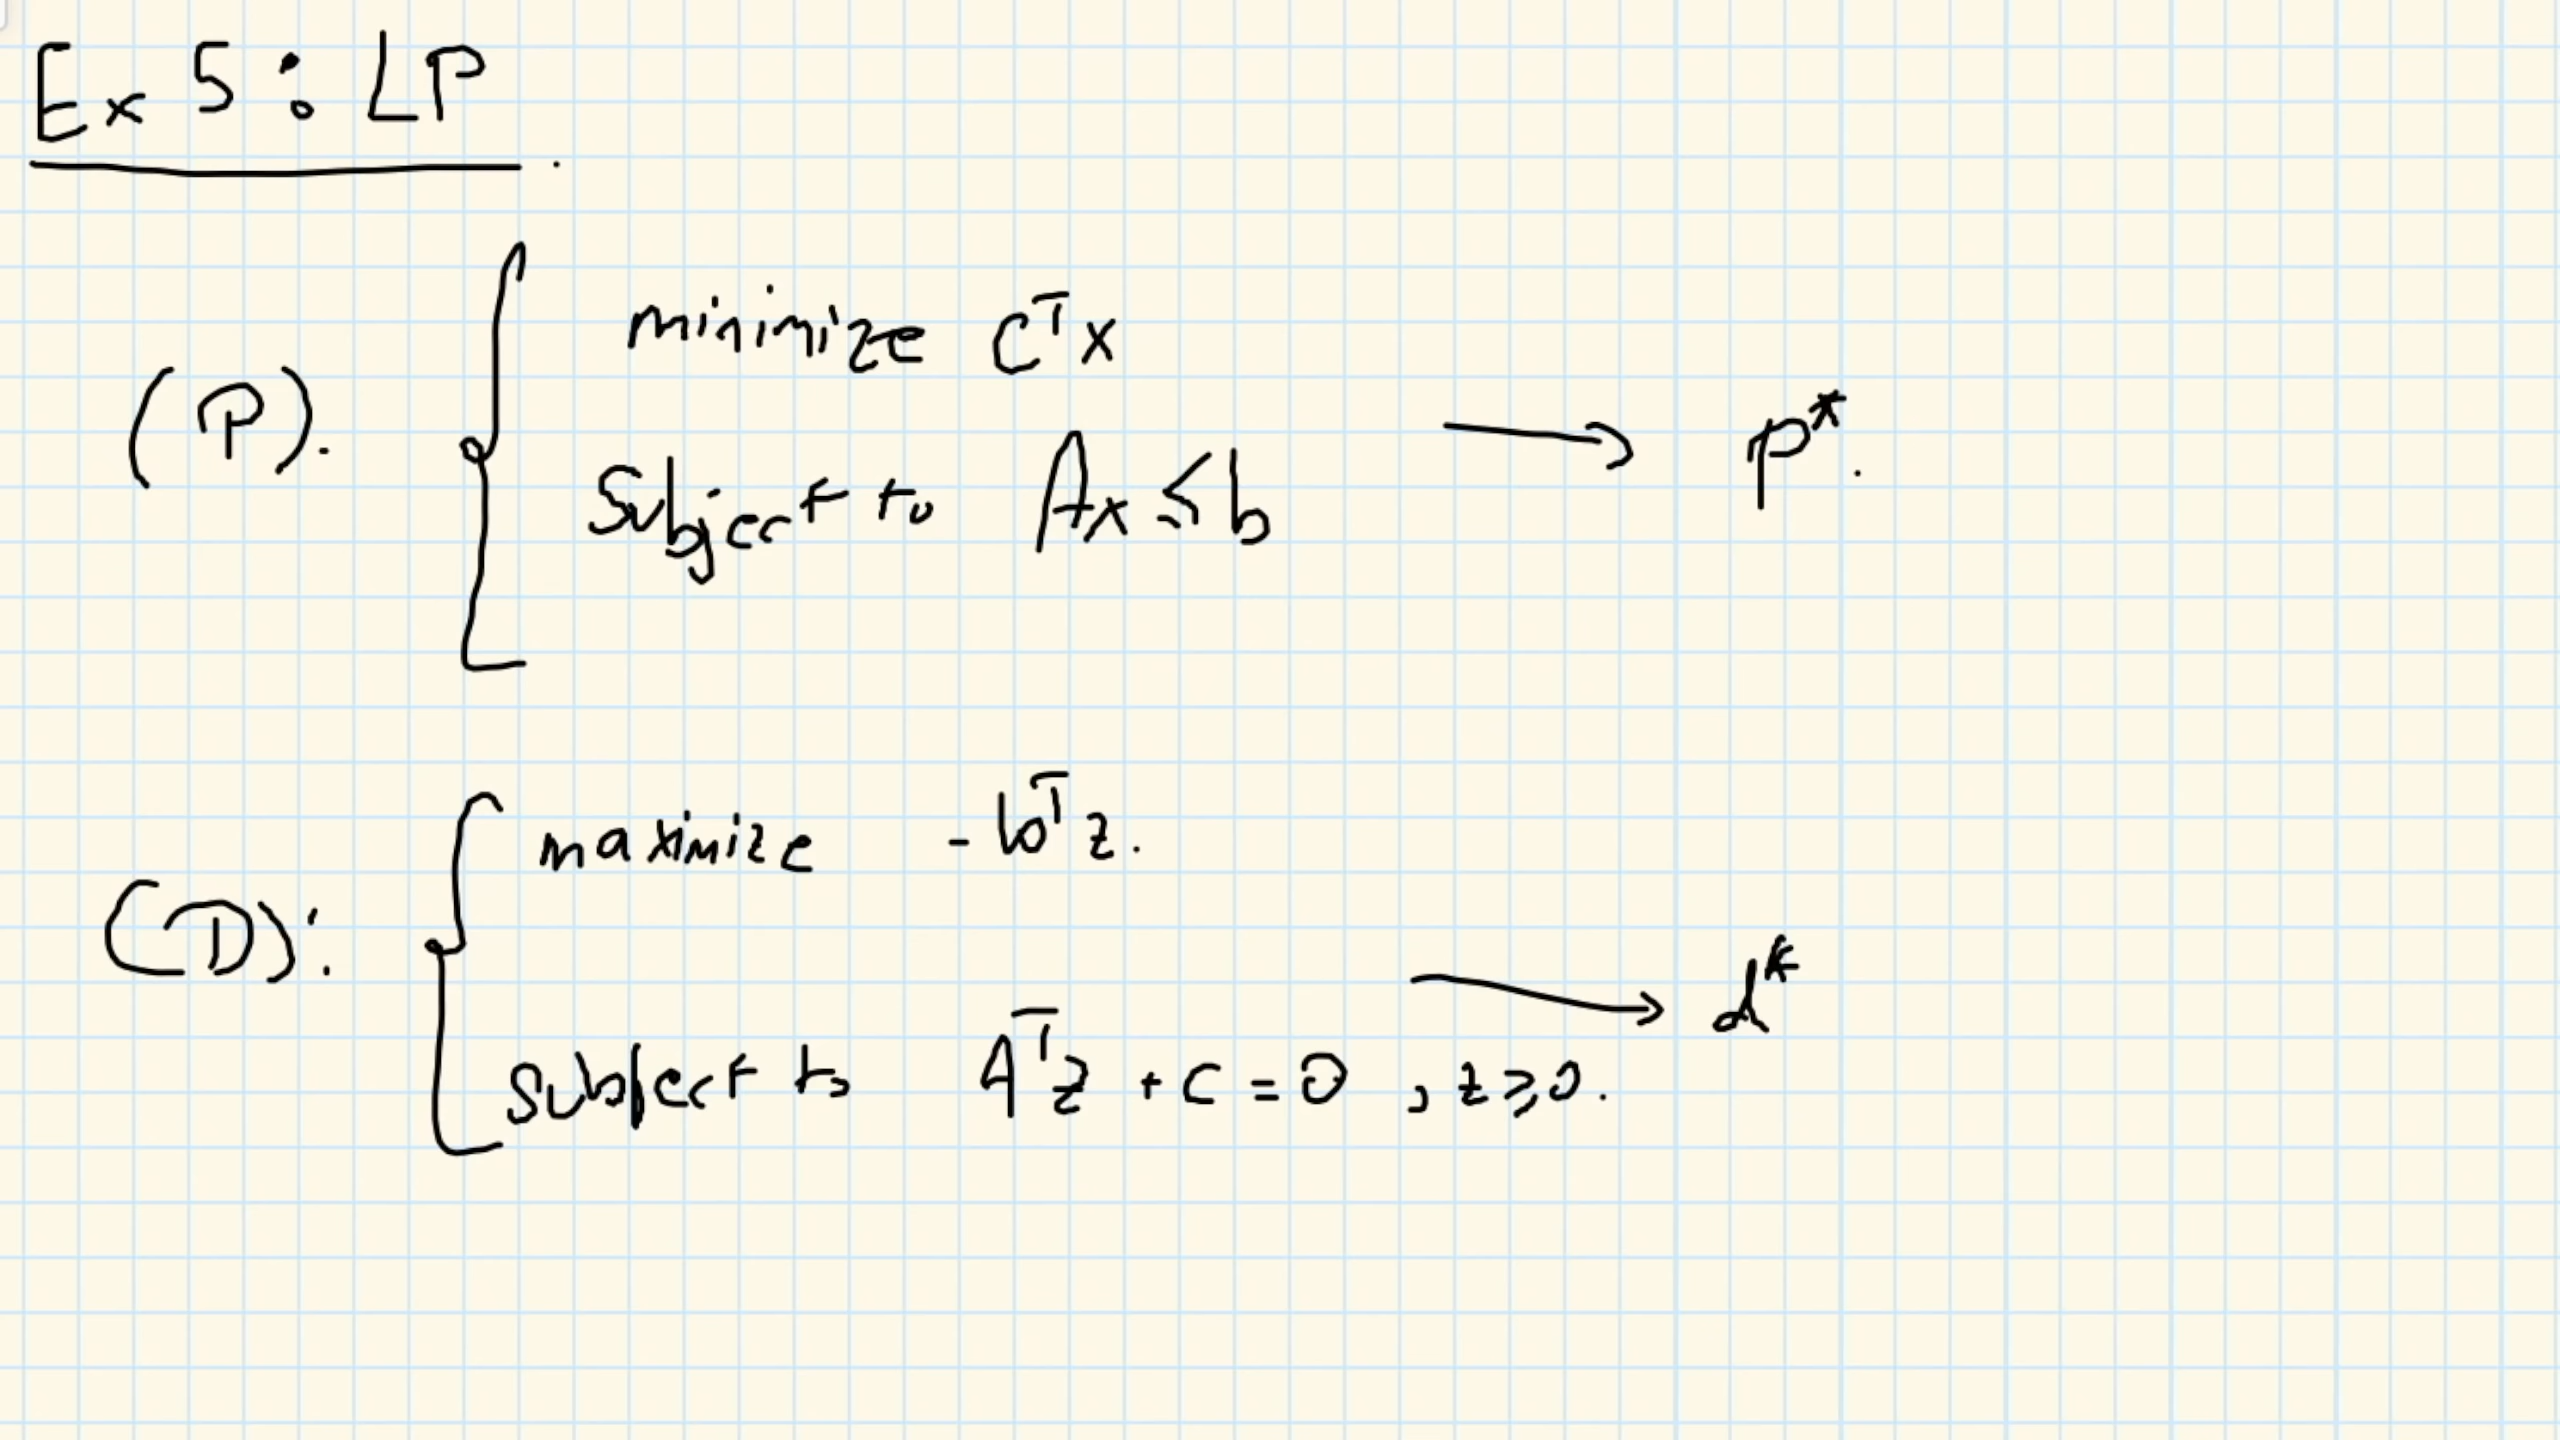 Ex 5: LP
(P). minimize cᵀx
subject to Ax ≤ b → p*.
(D): maximize -bᵀz.
subject to Aᵀz + c = 0, z ≥ 0. → d*